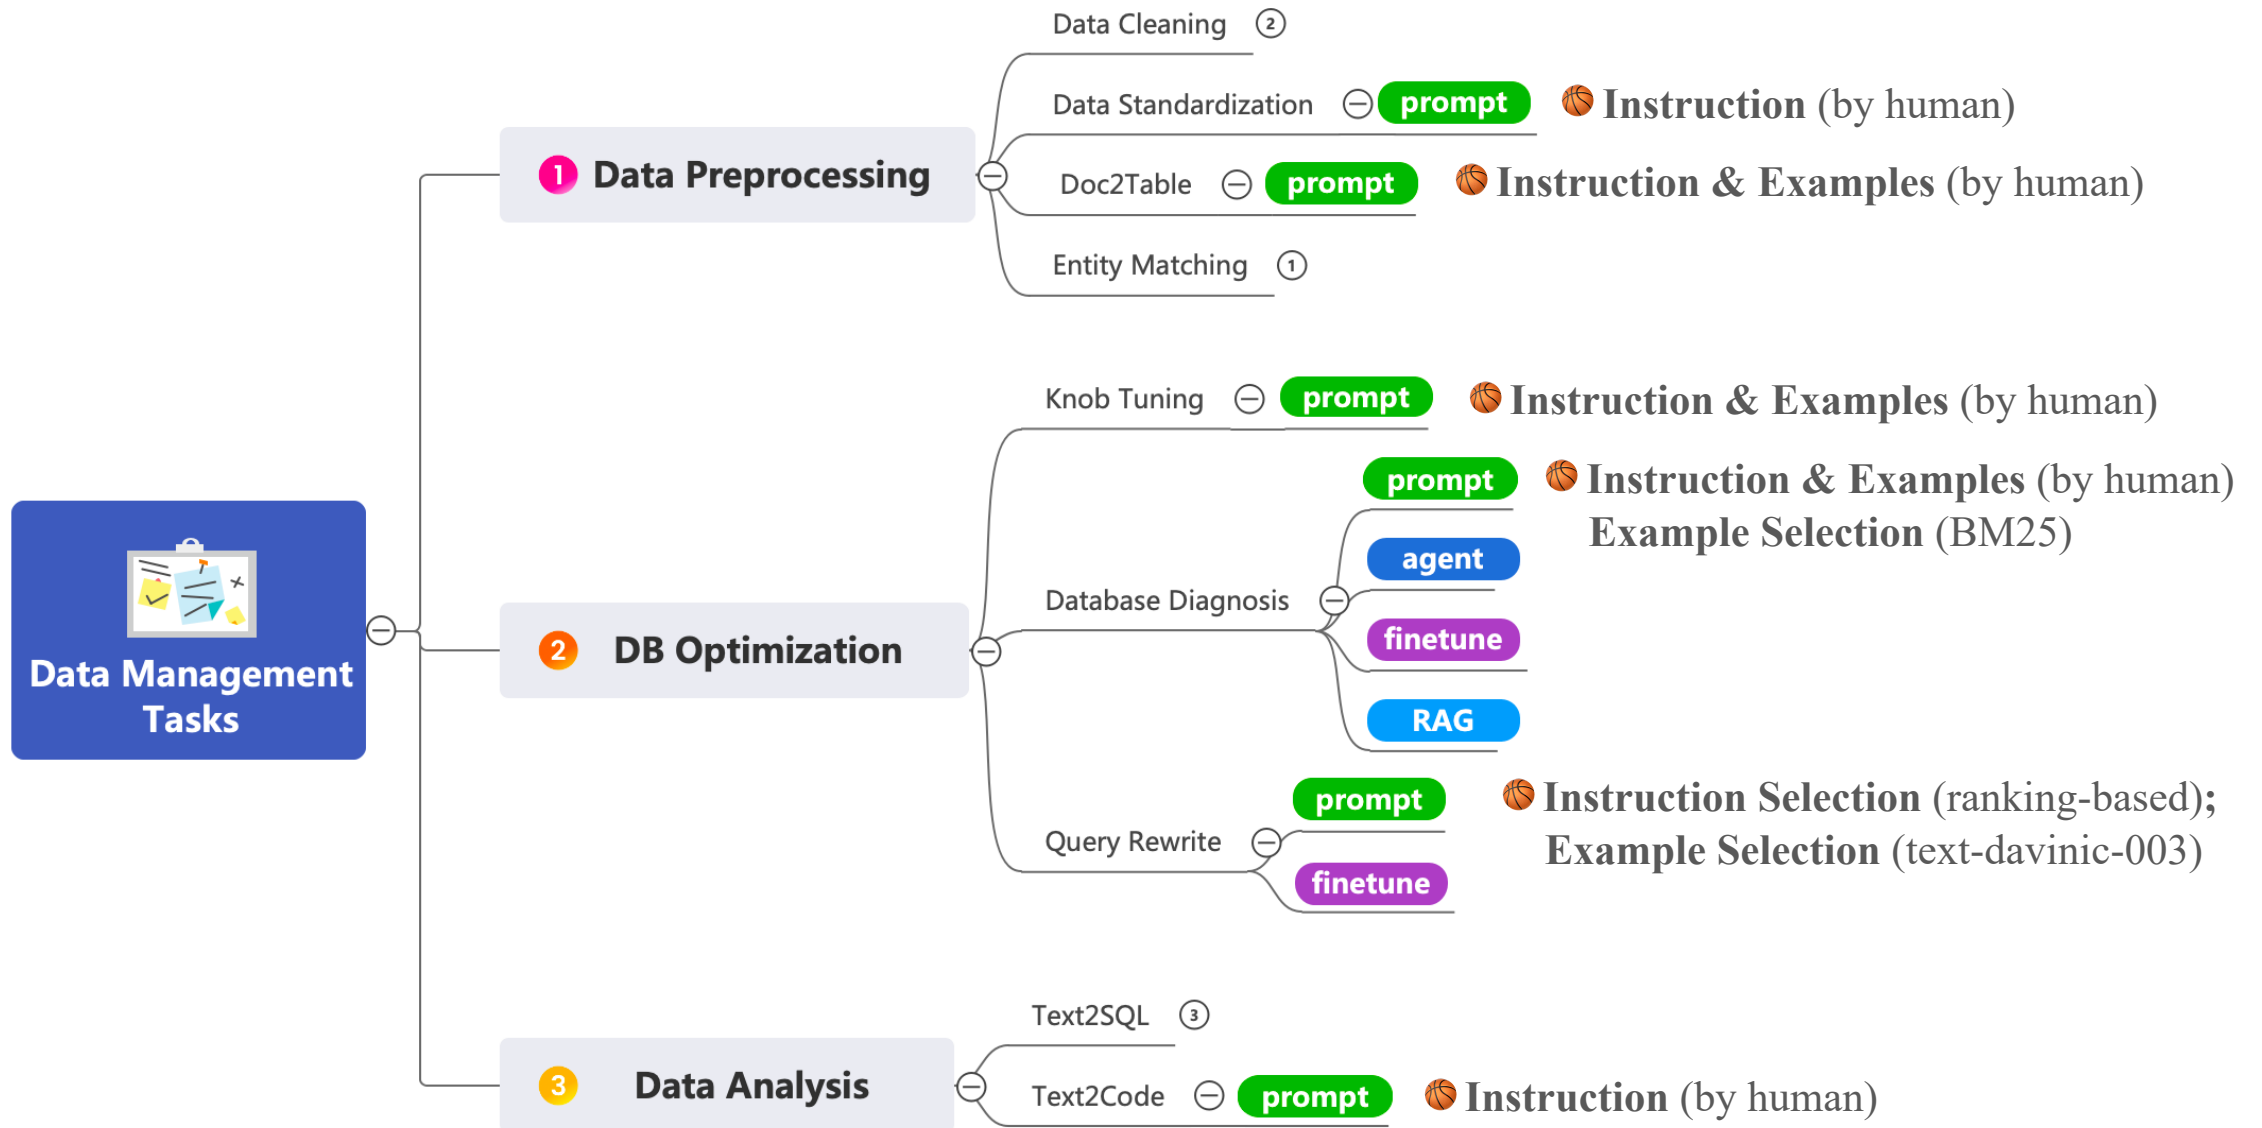 Data Cleaning 2
Data Standardization prompt Instruction (by human)
1 Data Preprocessing
Doc2Table prompt Instruction & Examples (by human)
Entity Matching 1
Knob Tuning prompt Instruction & Examples (by human)
prompt Instruction & Examples (by human)
Example Selection (BM25)
agent
Database Diagnosis
finetune
2 DB Optimization
Data Management
Tasks
RAG
prompt Instruction Selection (ranking-based);
Query Rewrite
Example Selection (text-davinic-003)
finetune
Text2SQL 3
3 Data Analysis
Text2Code prompt Instruction (by human)